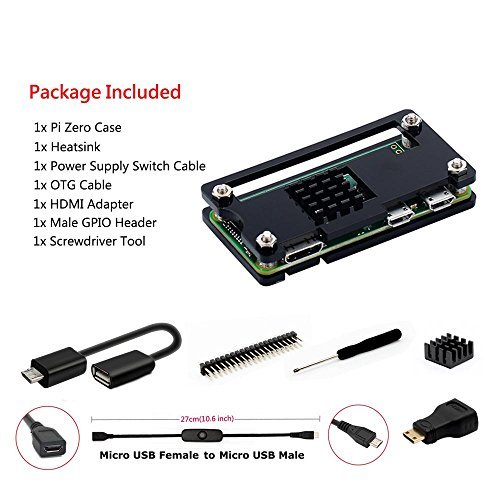 Package Included
1x Pi Zero Case
1x Heatsink
1x Power Supply Switch Cable
1x OTG Cable
1x HDMI Adapter
1x Male GPIO Header
1x Screwdriver Tool
27cm(10.6 inch)
Micro USB Female to Micro USB Male